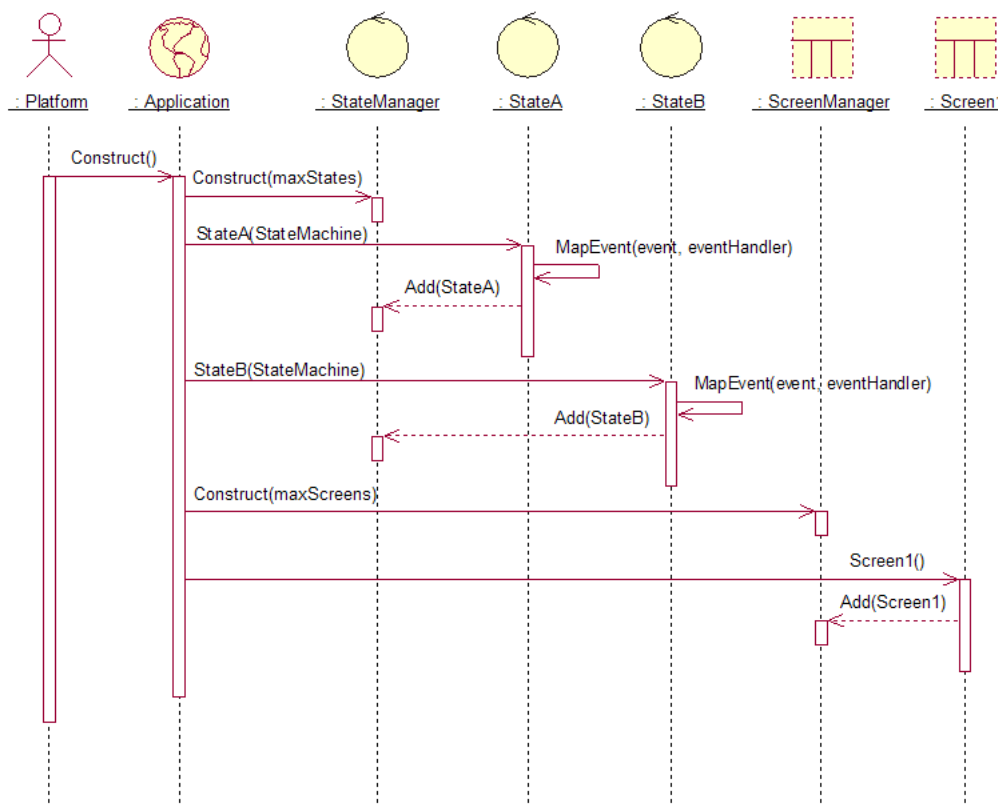 : Platform
: Application
: StateManager
: StateA
: StateB
: ScreenManager
: Screen1
Construct()
Construct(maxStates)
StateA(StateMachine)
MapEvent(event, eventHandler)
Add(StateA)
StateB(StateMachine)
MapEvent(event, eventHandler)
Add(StateB)
Construct(maxScreens)
Screen1()
Add(Screen1)